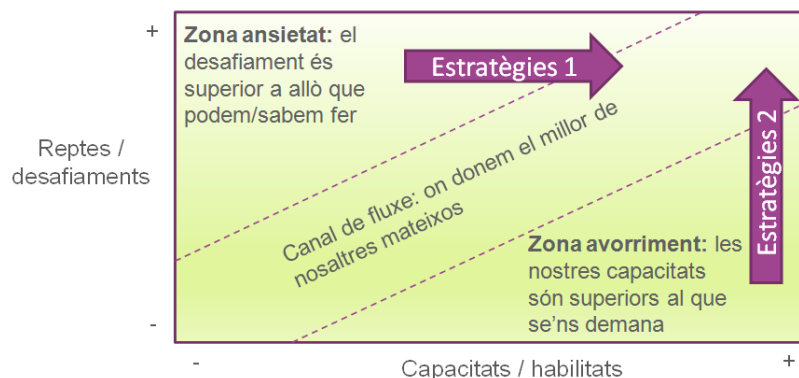 +
Zona ansietat: el
desafiament és
superior a allò que
podem/sabem fer
Estratègies 1
Reptes /
desafiaments
Canal de fluxe: on donem el millor de
nosaltres mateixos
Estratègies 2
Zona avorriment: les
nostres capacitats
són superiors al que
se’ns demana
-
-
Capacitats / habilitats
+